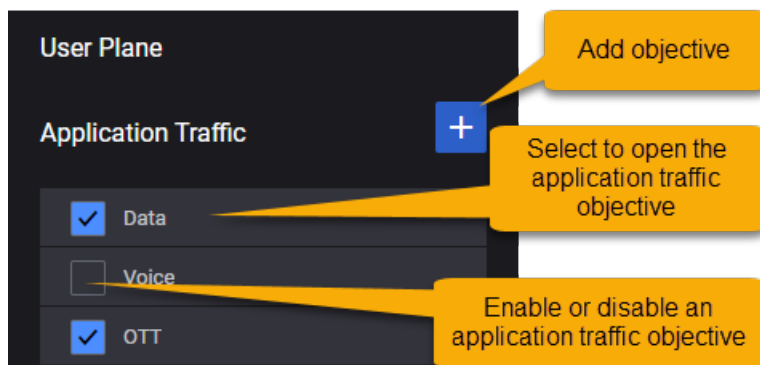 User Plane
Add objective
Application Traffic
+
Select to open the
application traffic
objective
Data
Voice
Enable or disable an
application traffic objective
OTT